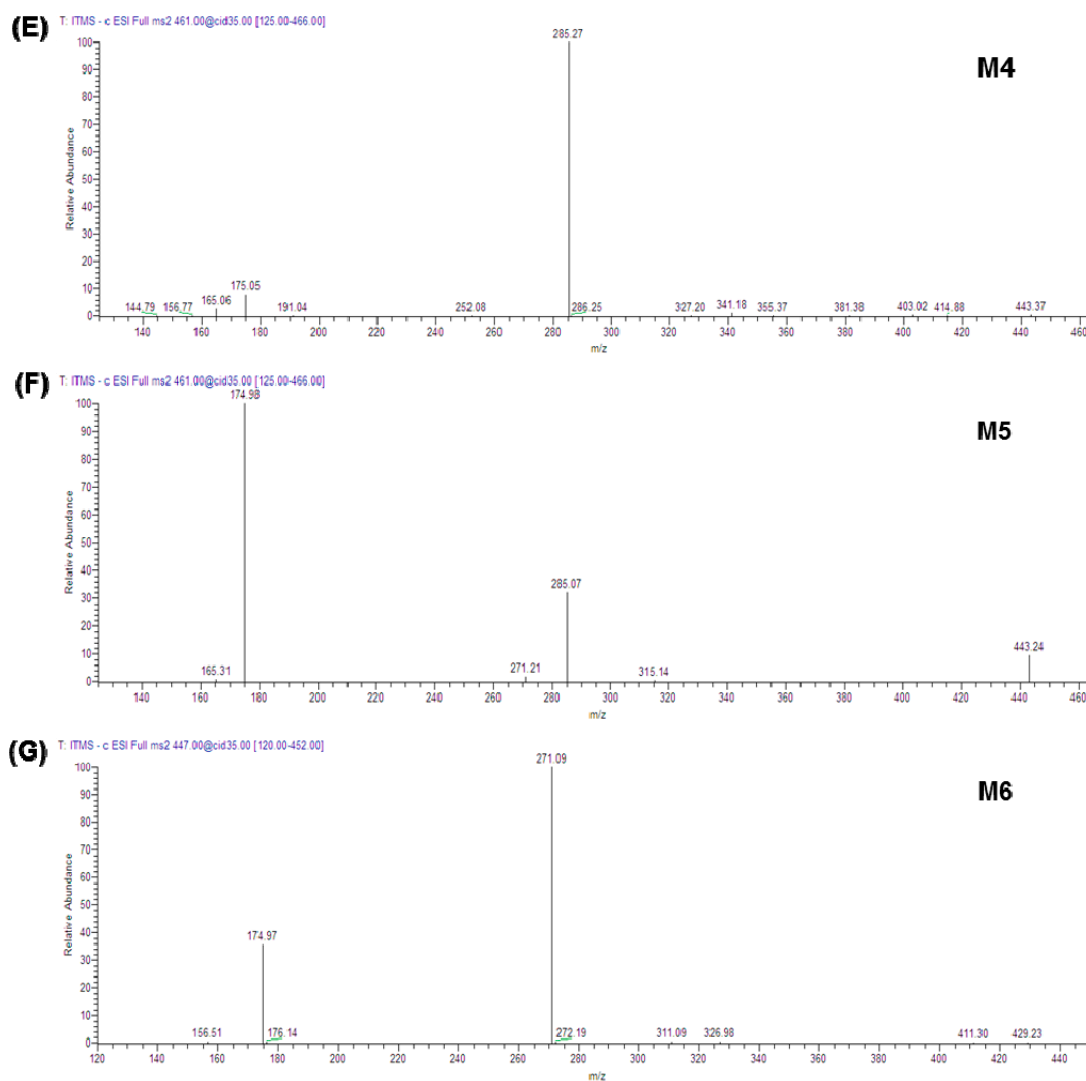 (E) T: ITMS - c ESI Full ms2 461.00@cid35.00 [125.00-466.00]
M4
Relative Abundance
100
90
80
70
60
50
40
30
20
10
0
285.27
144.79 156.77 165.06 175.05 191.04 252.08 286.25 327.20 341.18 355.37 381.38 403.02 414.88 443.37
140 160 180 200 220 240 260 280 300 320 340 360 380 400 420 440 460
m/z
(F) T: ITMS - c ESI Full ms2 461.00@cid35.00 [125.00-466.00]
M5
Relative Abundance
100
90
80
70
60
50
40
30
20
10
0
174.98
165.31 271.21 285.07 315.14 443.24
140 160 180 200 220 240 260 280 300 320 340 360 380 400 420 440 460
m/z
(G) T: ITMS - c ESI Full ms2 447.00@cid35.00 [120.00-452.00]
M6
Relative Abundance
100
90
80
70
60
50
40
30
20
10
0
271.09
156.51 174.97 176.14 272.19 311.09 326.98 411.30 429.23
120 140 160 180 200 220 240 260 280 300 320 340 360 380 400 420 440
m/z